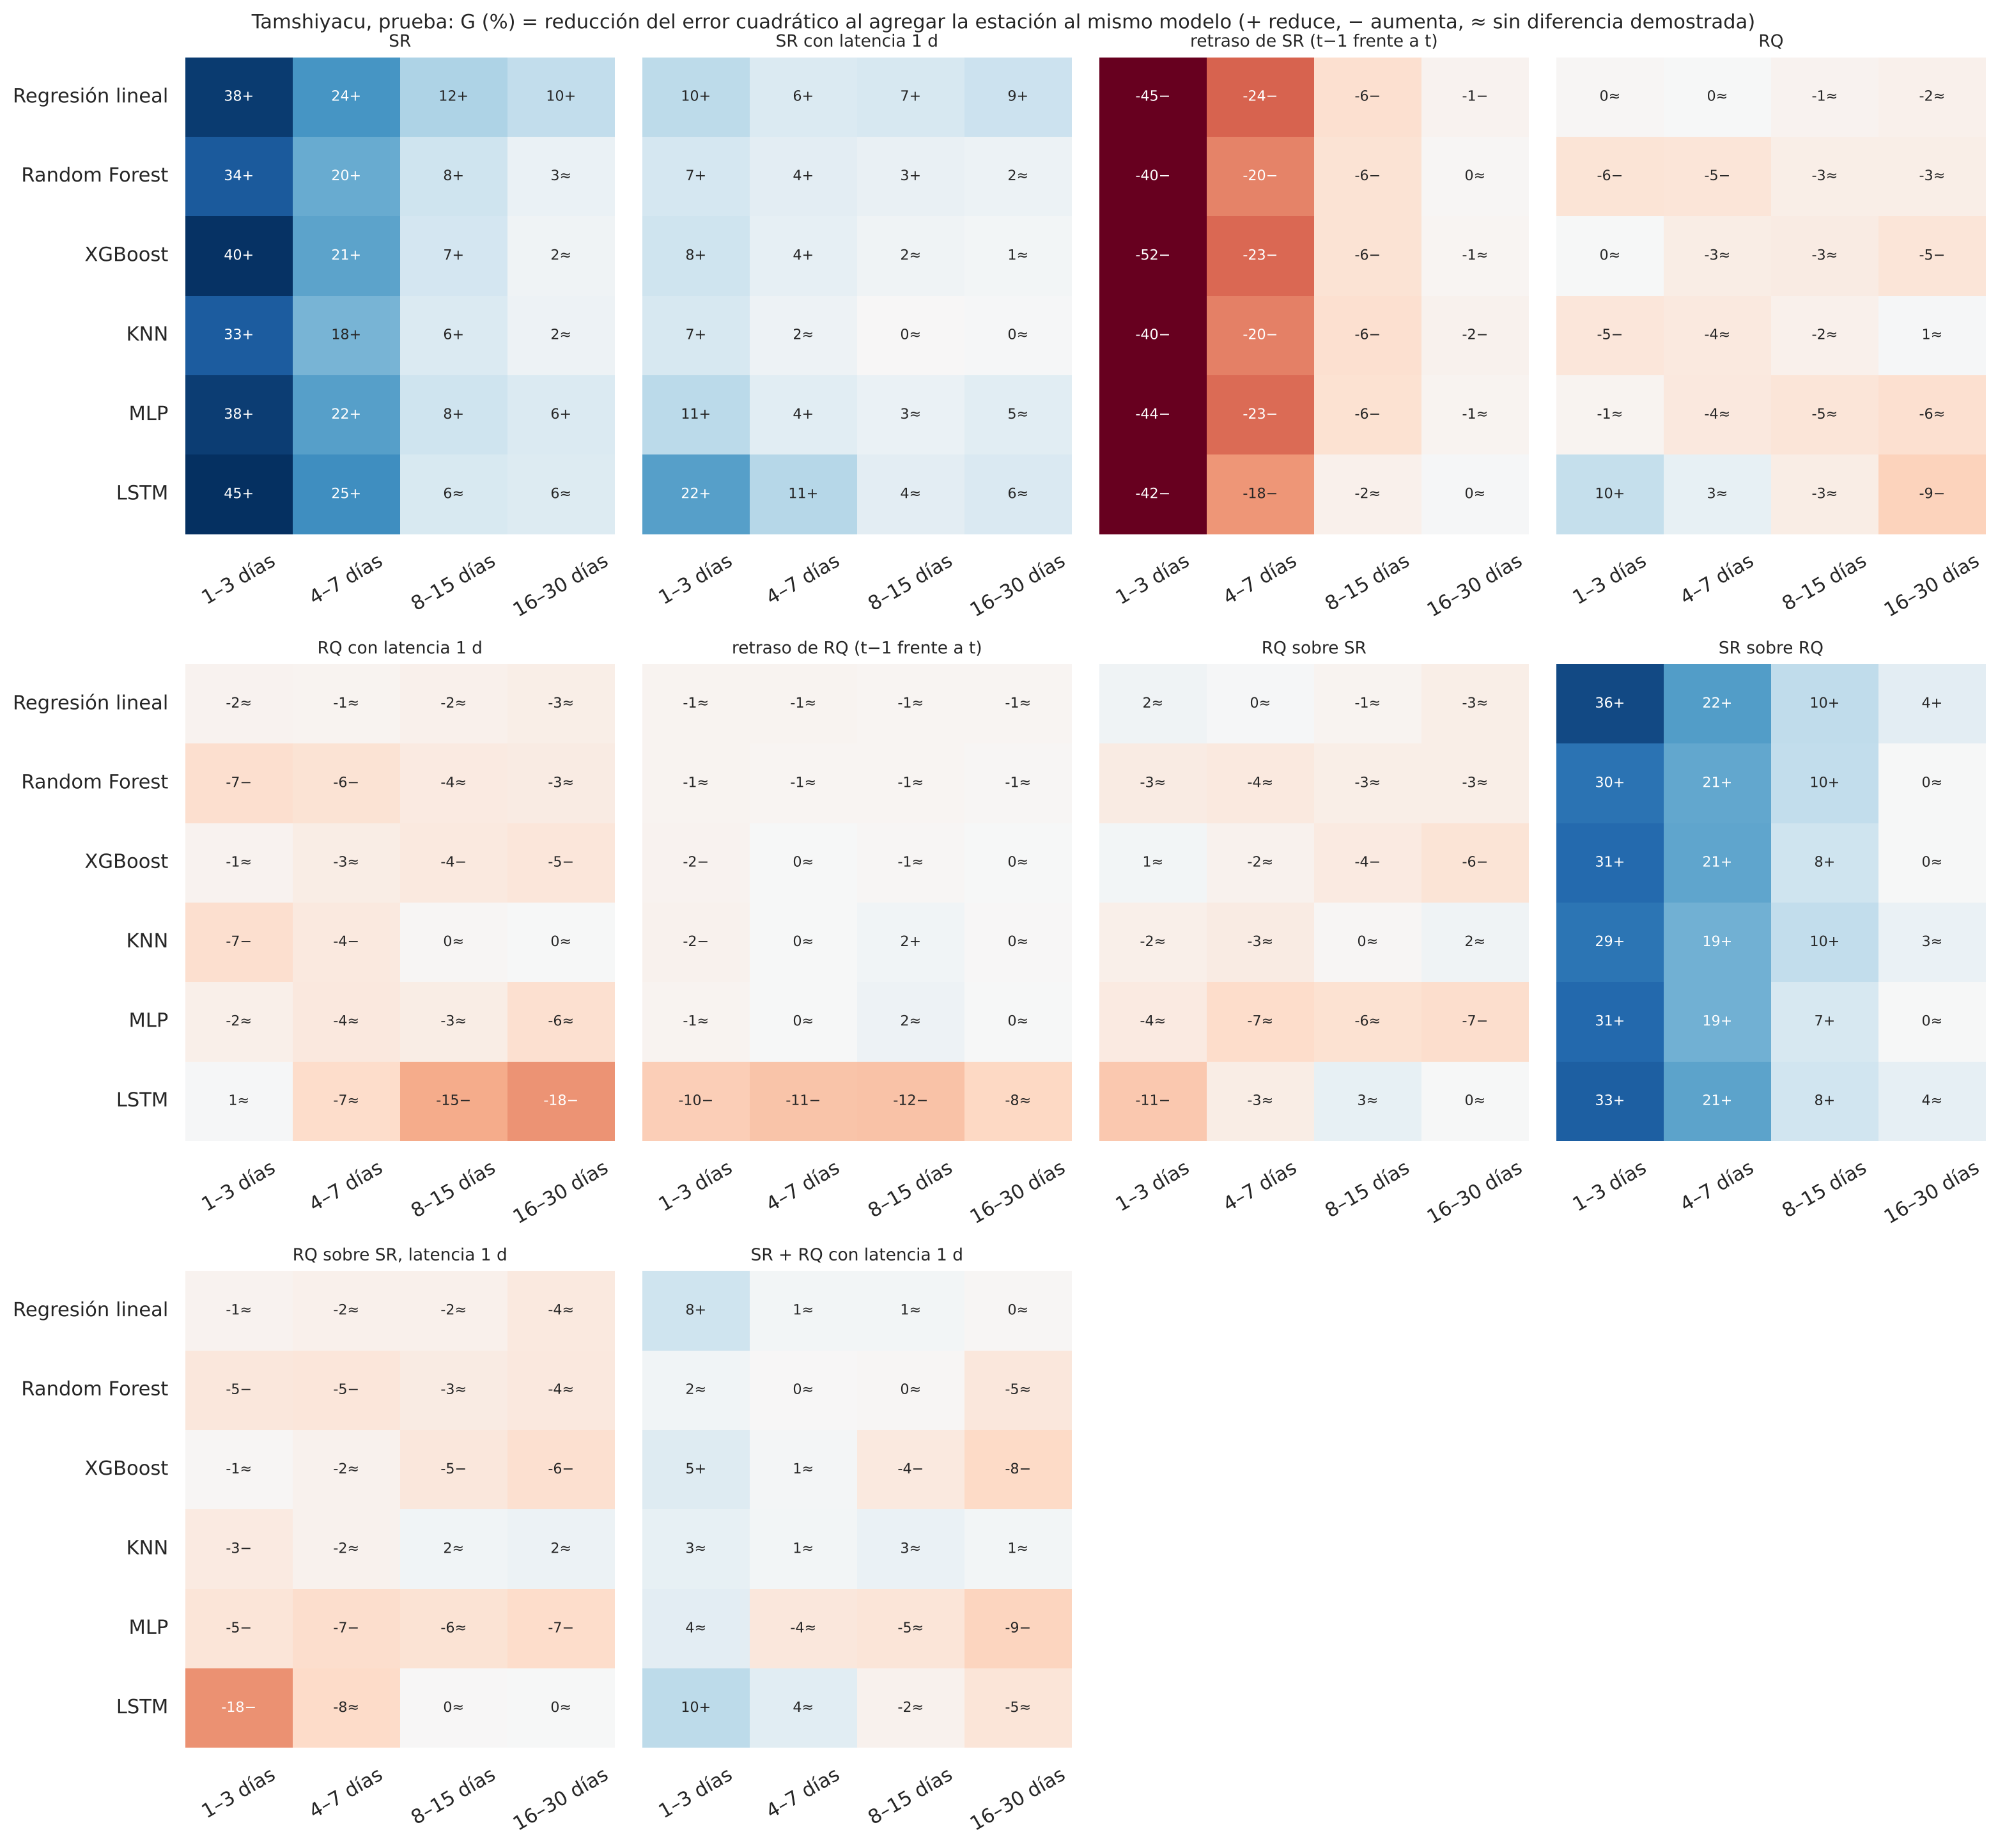 Tamshiyacu, prueba: G (%) = reducción del error cuadrático al agregar la estación al mismo modelo (+ reduce, − aumenta, ≈ sin diferencia demostrada)
SR SR con latencia 1 d retraso de SR (t−1 frente a t) RQ
Regresión lineal 38+ 24+ 12+ 10+ 10+ 6+ 7+ 9+ -45− -24− -6− -1− 0≈ 0≈ -1≈ -2≈
Random Forest 34+ 20+ 8+ 3≈ 7+ 4+ 3+ 2≈ -40− -20− -6− 0≈ -6− -5− -3≈ -3≈
XGBoost 40+ 21+ 7+ 2≈ 8+ 4+ 2≈ 1≈ -52− -23− -6− -1≈ 0≈ -3≈ -3≈ -5−
KNN 33+ 18+ 6+ 2≈ 7+ 2≈ 0≈ 0≈ -40− -20− -6− -2− -5− -4≈ -2≈ 1≈
MLP 38+ 22+ 8+ 6+ 11+ 4+ 3≈ 5≈ -44− -23− -6− -1≈ -1≈ -4≈ -5≈ -6≈
LSTM 45+ 25+ 6≈ 6≈ 22+ 11+ 4≈ 6≈ -42− -18− -2≈ 0≈ 10+ 3≈ -3≈ -9−
1–3 días 4–7 días 8–15 días 16–30 días 1–3 días 4–7 días 8–15 días 16–30 días 1–3 días 4–7 días 8–15 días 16–30 días 1–3 días 4–7 días 8–15 días 16–30 días
RQ con latencia 1 d retraso de RQ (t−1 frente a t) RQ sobre SR SR sobre RQ
Regresión lineal -2≈ -1≈ -2≈ -3≈ -1≈ -1≈ -1≈ -1≈ 2≈ 0≈ -1≈ -3≈ 36+ 22+ 10+ 4+
Random Forest -7− -6− -4≈ -3≈ -1≈ -1≈ -1≈ -1≈ -3≈ -4≈ -3≈ -3≈ 30+ 21+ 10+ 0≈
XGBoost -1≈ -3≈ -4− -5− -2− 0≈ -1≈ 0≈ 1≈ -2≈ -4− -6− 31+ 21+ 8+ 0≈
KNN -7− -4− 0≈ 0≈ -2− 0≈ 2+ 0≈ -2≈ -3≈ 0≈ 2≈ 29+ 19+ 10+ 3≈
MLP -2≈ -4≈ -3≈ -6≈ -1≈ 0≈ 2≈ 0≈ -4≈ -7≈ -6≈ -7− 31+ 19+ 7+ 0≈
LSTM 1≈ -7≈ -15− -18− -10− -11− -12− -8≈ -11− -3≈ 3≈ 0≈ 33+ 21+ 8+ 4≈
1–3 días 4–7 días 8–15 días 16–30 días 1–3 días 4–7 días 8–15 días 16–30 días 1–3 días 4–7 días 8–15 días 16–30 días 1–3 días 4–7 días 8–15 días 16–30 días
RQ sobre SR, latencia 1 d SR + RQ con latencia 1 d
Regresión lineal -1≈ -2≈ -2≈ -4≈ 8+ 1≈ 1≈ 0≈
Random Forest -5− -5− -3≈ -4≈ 2≈ 0≈ 0≈ -5≈
XGBoost -1≈ -2≈ -5− -6− 5+ 1≈ -4− -8−
KNN -3− -2≈ 2≈ 2≈ 3≈ 1≈ 3≈ 1≈
MLP -5− -7− -6≈ -7− 4≈ -4≈ -5≈ -9−
LSTM -18− -8≈ 0≈ 0≈ 10+ 4≈ -2≈ -5≈
1–3 días 4–7 días 8–15 días 16–30 días 1–3 días 4–7 días 8–15 días 16–30 días